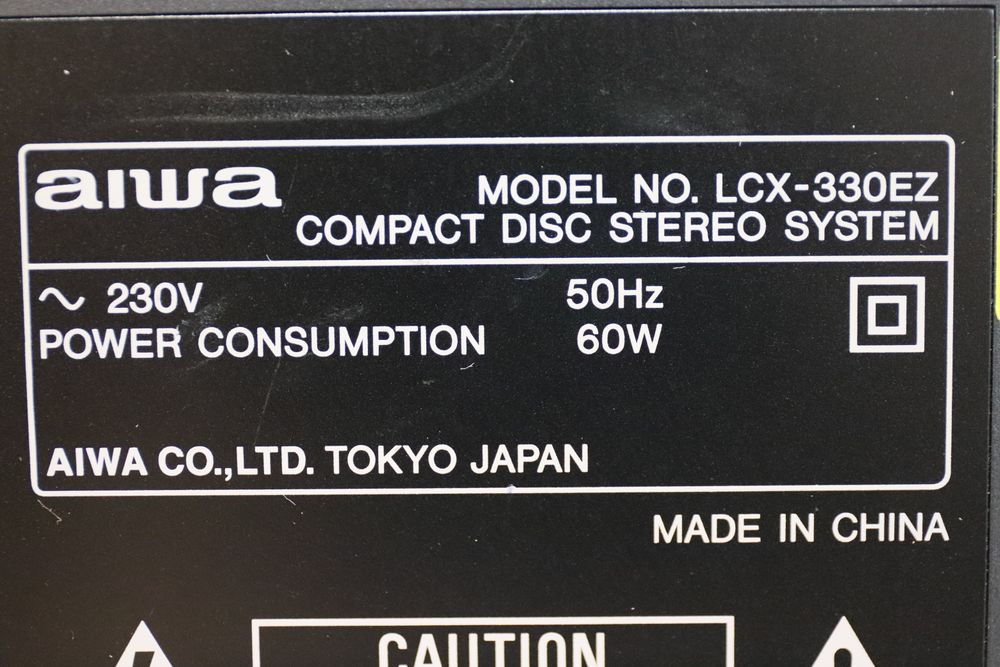 aiwa
MODEL NO. LCX-330EZ
COMPACT DISC STEREO SYSTEM
~ 230V 50Hz
POWER CONSUMPTION 60W
AIWA CO.,LTD. TOKYO JAPAN
MADE IN CHINA
CAUTION